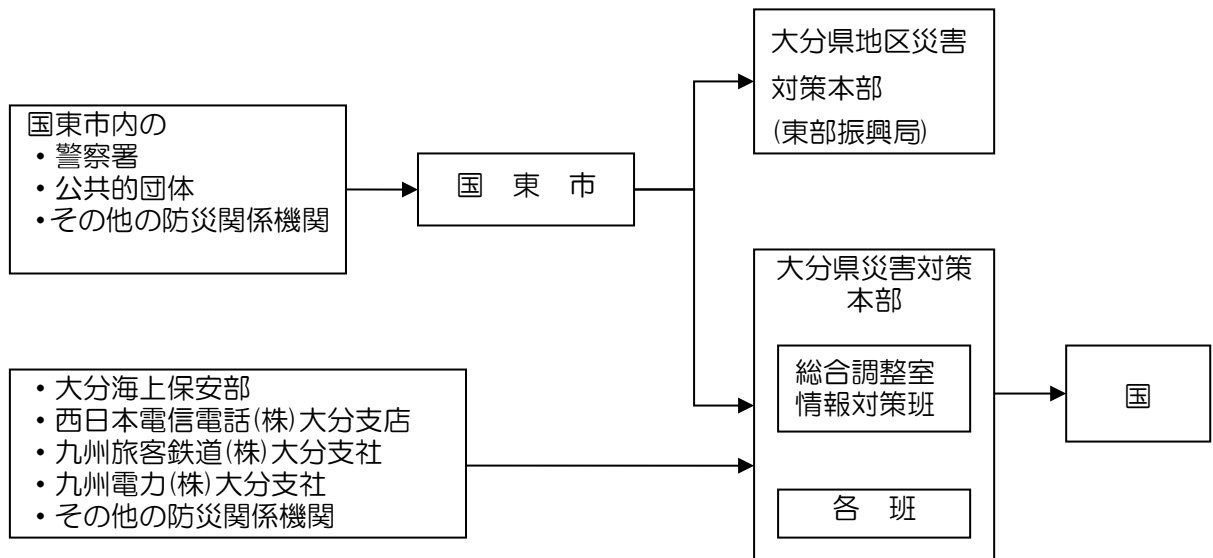 大分県地区災害
対策本部
(東部振興局)
国東市内の
・警察署
・公共的団体
・その他の防災関係機関
国 東 市
大分県災害対策
本部
総合調整室
情報対策班
各 班
国
・大分海上保安部
・西日本電信電話(株)大分支店
・九州旅客鉄道(株)大分支社
・九州電力(株)大分支社
・その他の防災関係機関